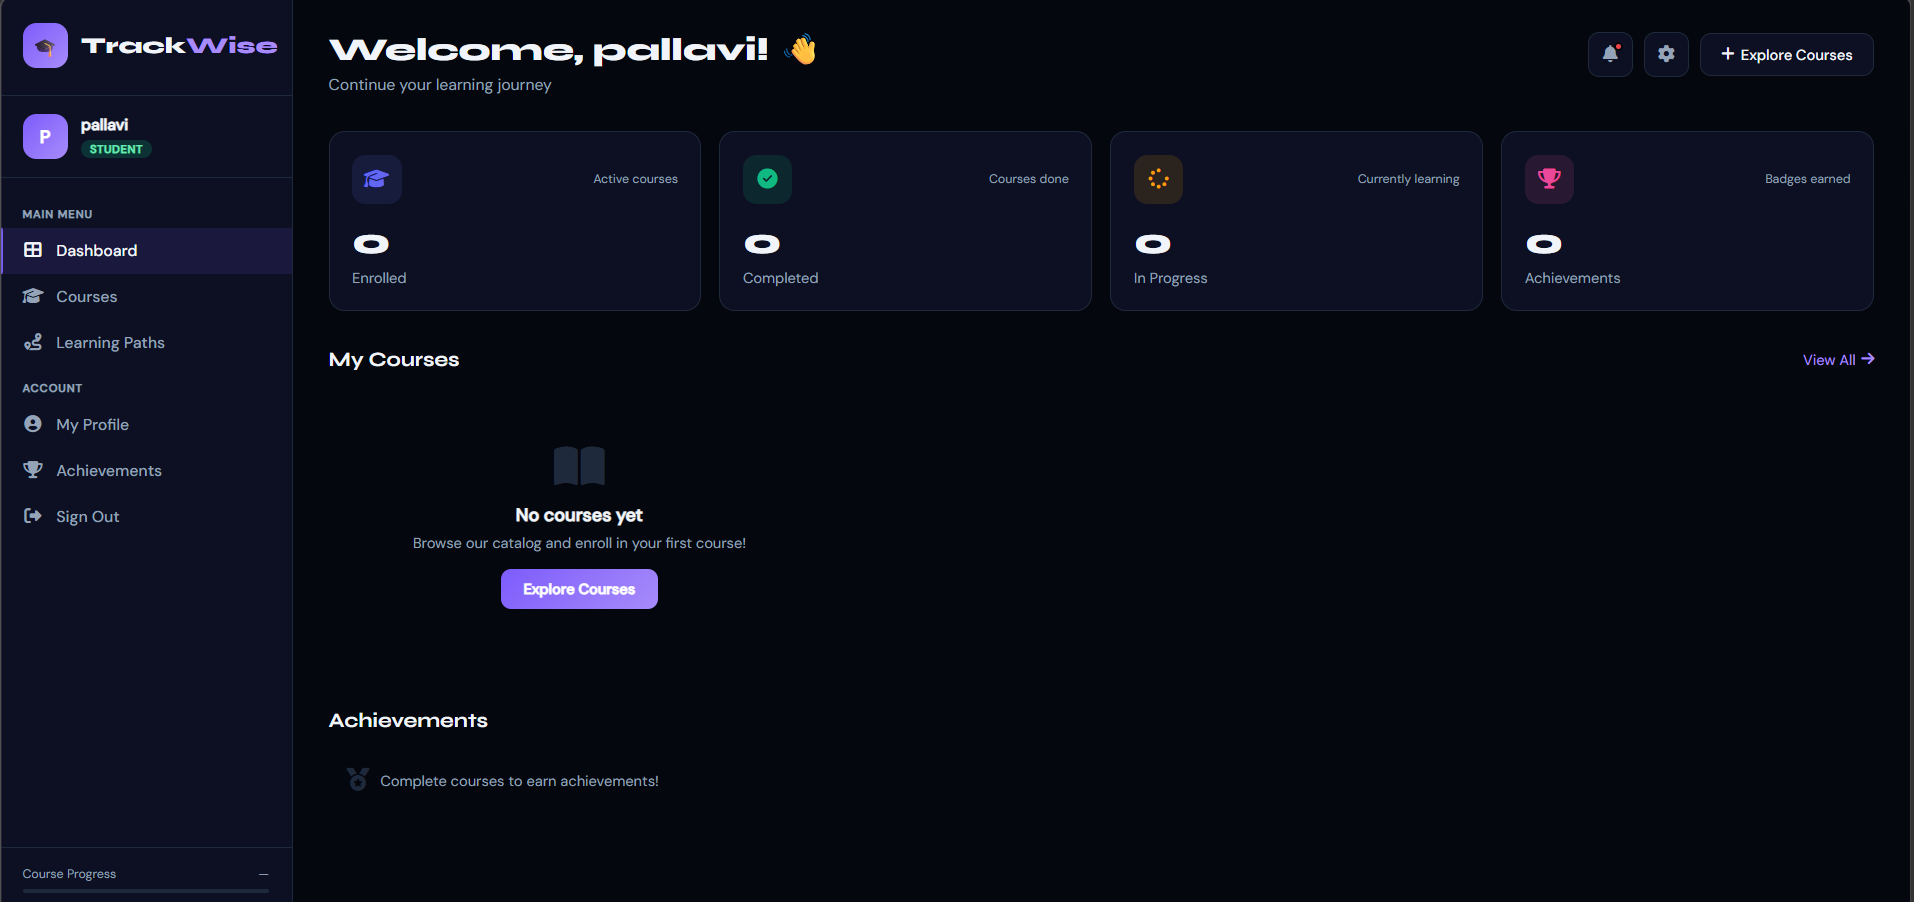 TrackWise
P
pallavi
STUDENT
MAIN MENU
Dashboard
Courses
Learning Paths
ACCOUNT
My Profile
Achievements
Sign Out
Course Progress —
Welcome, pallavi! 👋
Continue your learning journey
+ Explore Courses
Active courses
0
Enrolled
Courses done
0
Completed
Currently learning
0
In Progress
Badges earned
0
Achievements
My Courses
View All →
No courses yet
Browse our catalog and enroll in your first course!
Explore Courses
Achievements
Complete courses to earn achievements!